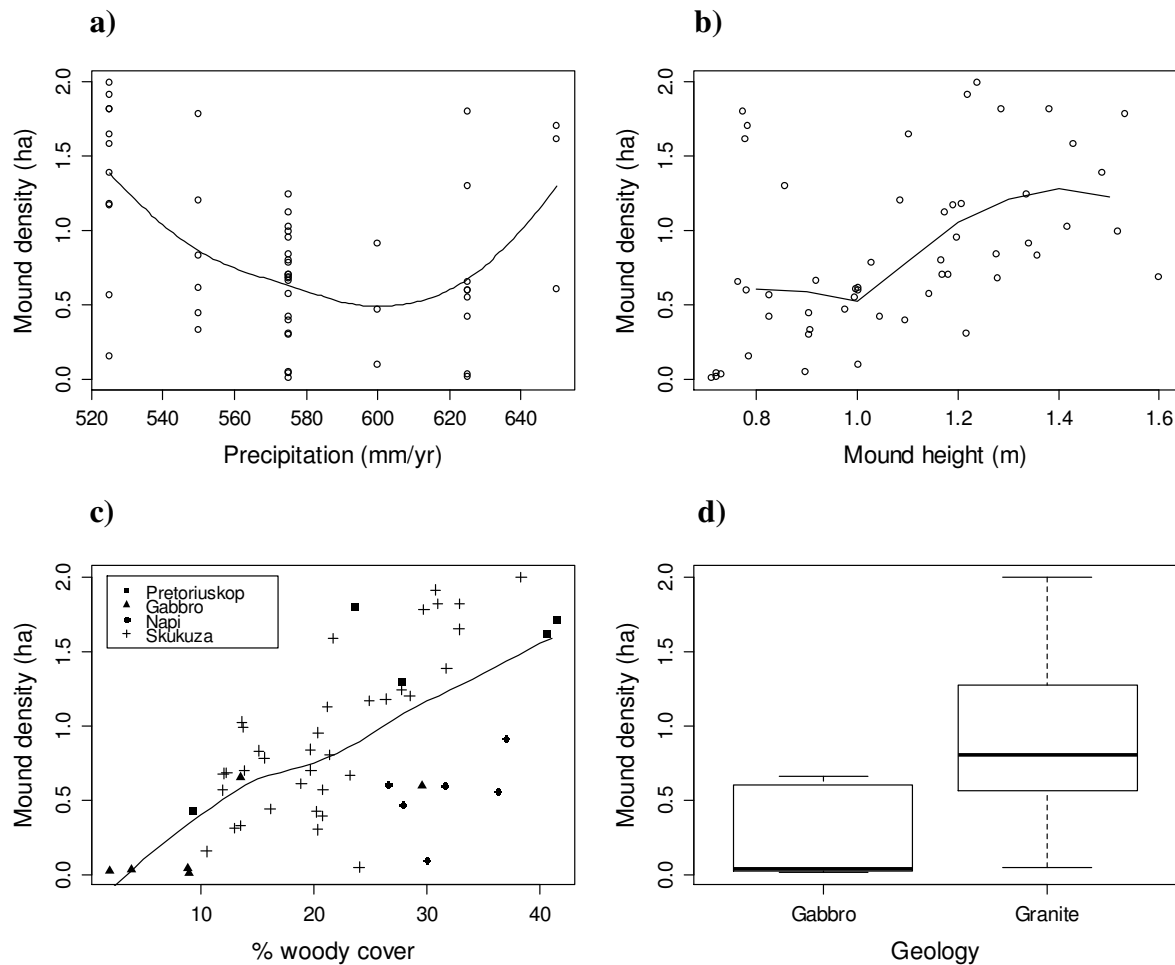 a)
Mound density (ha)
0.0 0.5 1.0 1.5 2.0
520 540 560 580 600 620 640
Precipitation (mm/yr)
b)
Mound density (ha)
0.0 0.5 1.0 1.5 2.0
0.8 1.0 1.2 1.4 1.6
Mound height (m)
c)
Mound density (ha)
0.0 0.5 1.0 1.5 2.0
Pretoriuskop
Gabbro
Napi
Skukuza
10 20 30 40
% woody cover
d)
Mound density (ha)
0.0 0.5 1.0 1.5 2.0
Gabbro Granite
Geology